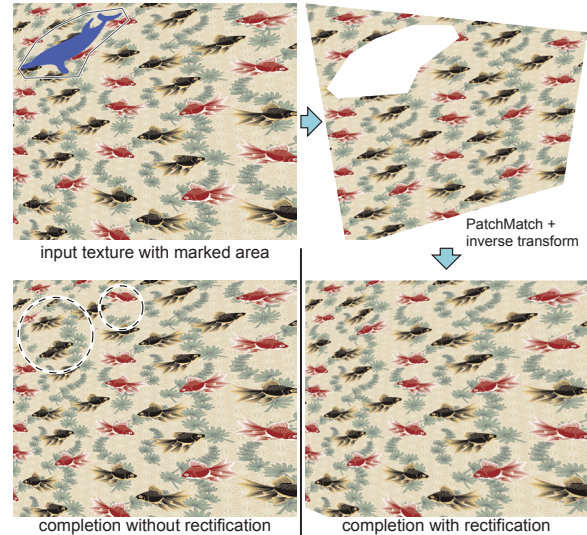 input texture with marked area
PatchMatch +
inverse transform
completion without rectification
completion with rectification